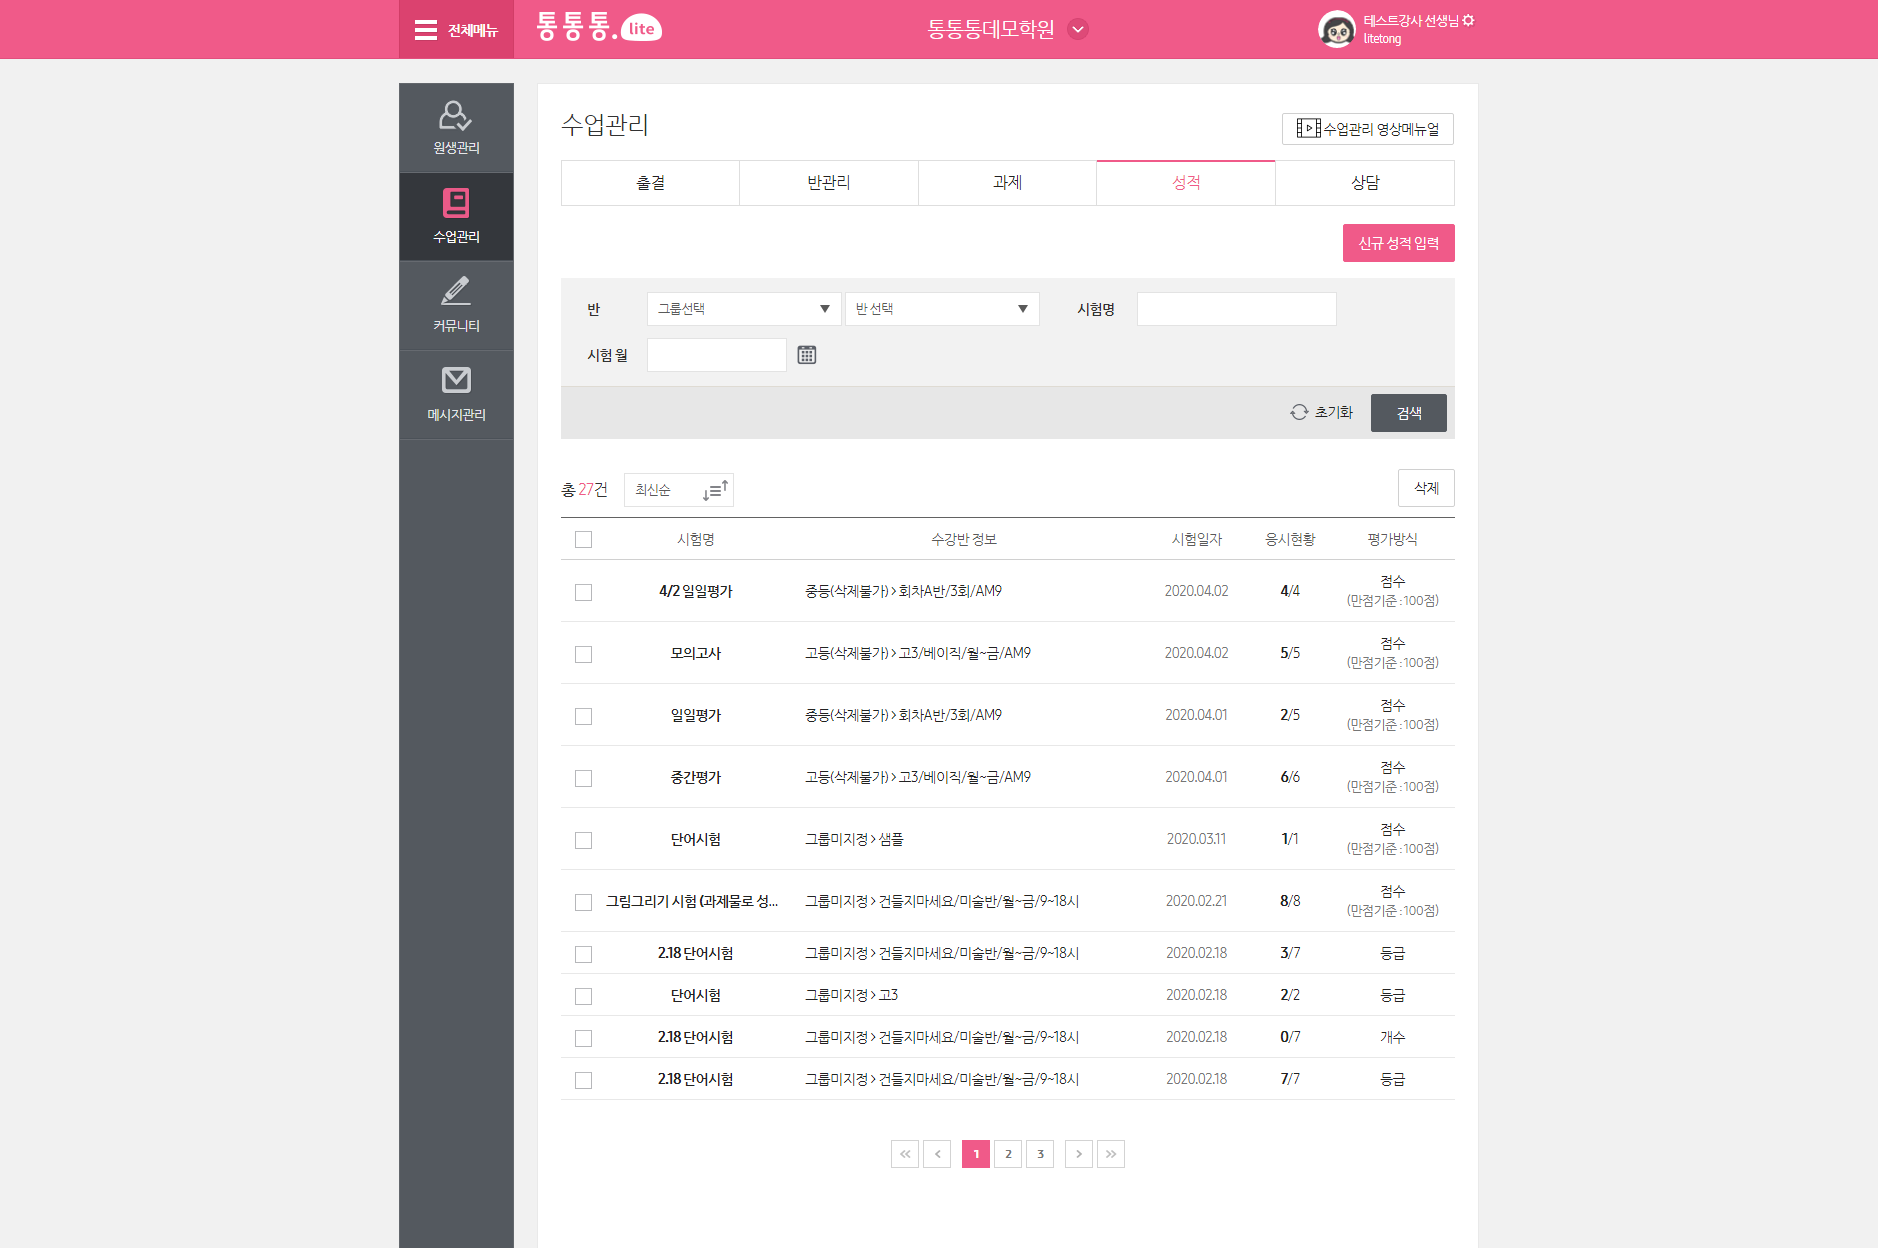 전체메뉴
통통통.lite
통통통데모학원
테스트강사 선생님
litetong
원생관리
수업관리
커뮤니티
메시지관리
수업관리
수업관리 영상메뉴얼
출결 반관리 과제 성적 상담
신규 성적 입력
반 그룹선택 반 선택 시험명
시험 월
초기화 검색
총 27건 최신순 삭제
시험명 수강반 정보 시험일자 응시현황 평가방식
4/2 일일평가 중등(삭제불가) > 회차A반/3회/AM9 2020.04.02 4/4 점수
(만점기준 : 100점)
모의고사 고등(삭제불가) > 고3/베이직/월~금/AM9 2020.04.02 5/5 점수
(만점기준 : 100점)
일일평가 중등(삭제불가) > 회차A반/3회/AM9 2020.04.01 2/5 점수
(만점기준 : 100점)
중간평가 고등(삭제불가) > 고3/베이직/월~금/AM9 2020.04.01 6/6 점수
(만점기준 : 100점)
단어시험 그룹미지정 > 샘플 2020.03.11 1/1 점수
(만점기준 : 100점)
그림그리기 시험 (과제물로 성... 그룹미지정 > 건들지마세요/미술반/월~금/9~18시 2020.02.21 8/8 점수
(만점기준 : 100점)
2.18 단어시험 그룹미지정 > 건들지마세요/미술반/월~금/9~18시 2020.02.18 3/7 등급
단어시험 그룹미지정 > 고3 2020.02.18 2/2 등급
2.18 단어시험 그룹미지정 > 건들지마세요/미술반/월~금/9~18시 2020.02.18 0/7 개수
2.18 단어시험 그룹미지정 > 건들지마세요/미술반/월~금/9~18시 2020.02.18 7/7 등급
« < 1 2 3 > »